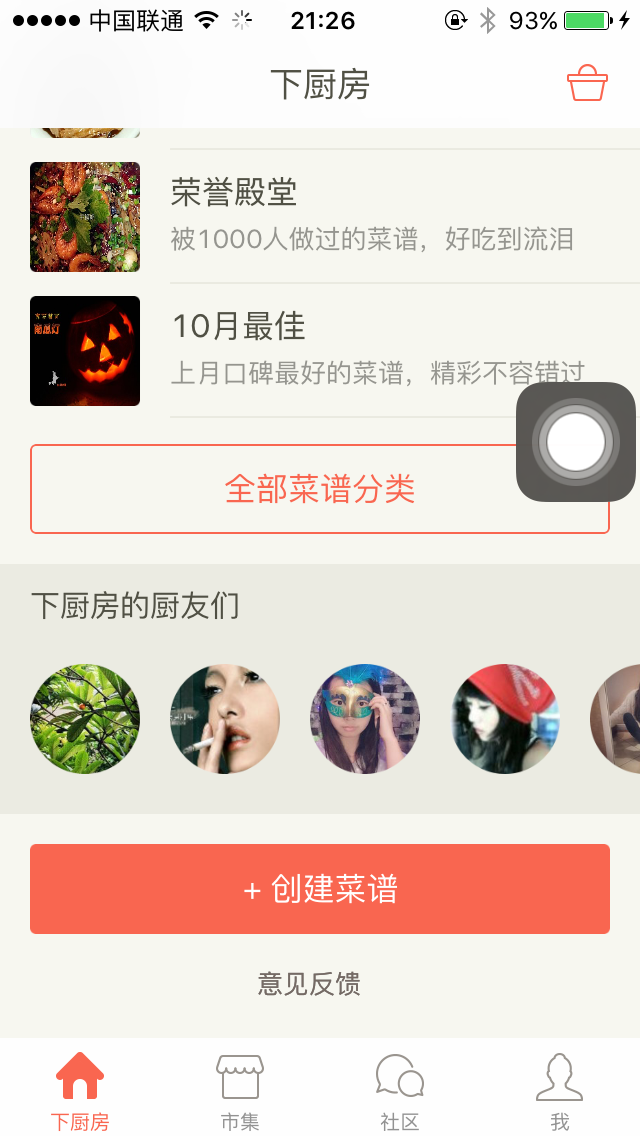 中国联通 21:26 93%
下厨房
荣誉殿堂
被1000人做过的菜谱，好吃到流泪
10月最佳
上月口碑最好的菜谱，精彩不容错过
全部菜谱分类
下厨房的厨友们
+ 创建菜谱
意见反馈
下厨房 市集 社区 我